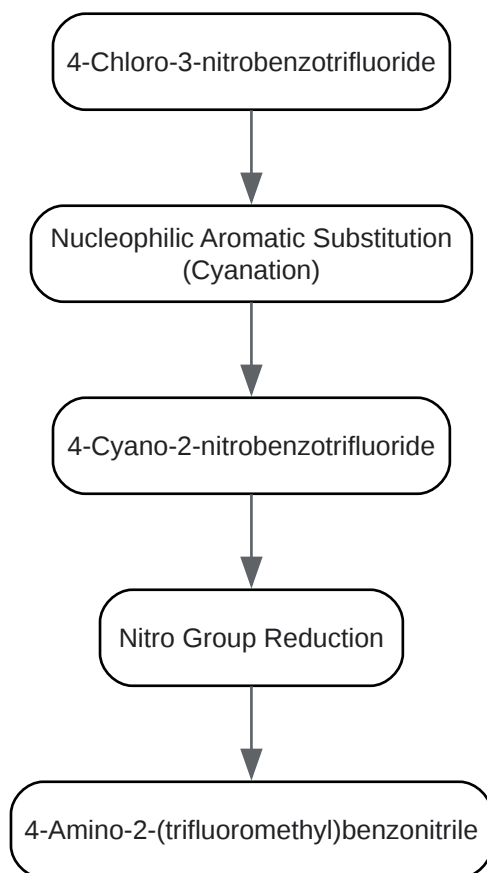 4-Chloro-3-nitrobenzotrifluoride
Nucleophilic Aromatic Substitution
(Cyanation)
4-Cyano-2-nitrobenzotrifluoride
Nitro Group Reduction
4-Amino-2-(trifluoromethyl)benzonitrile